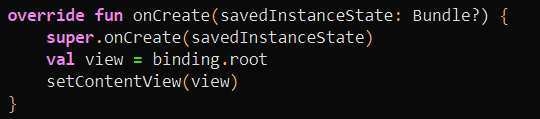 override fun onCreate(savedInstanceState: Bundle?) {
    super.onCreate(savedInstanceState)
    val view = binding.root
    setContentView(view)
}